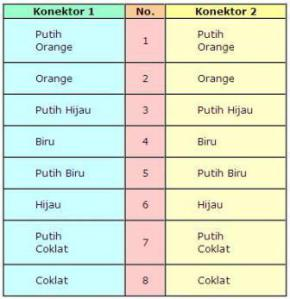 Konektor 1 No. Konektor 2
Putih Orange 1 Putih Orange
Orange 2 Orange
Putih Hijau 3 Putih Hijau
Biru 4 Biru
Putih Biru 5 Putih Biru
Hijau 6 Hijau
Putih Coklat 7 Putih Coklat
Coklat 8 Coklat